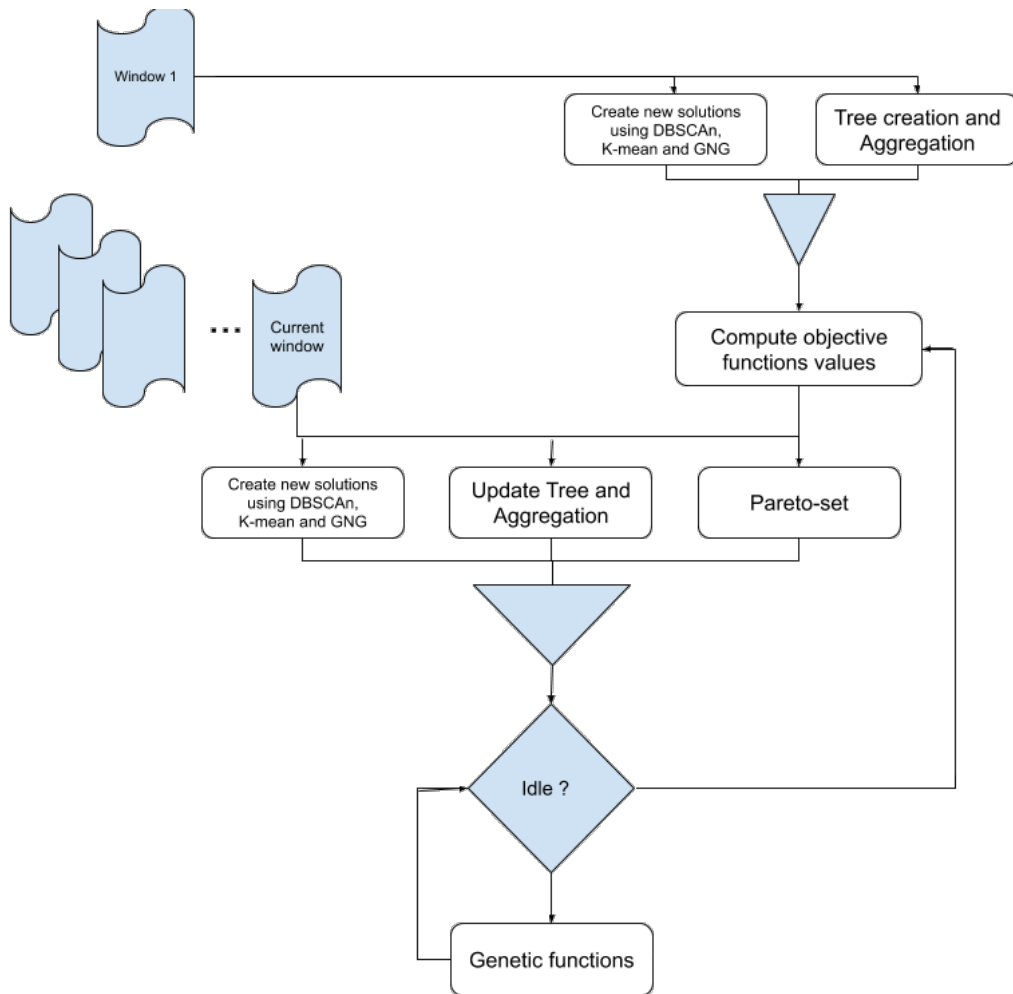 Window 1
Create new solutions
using DBSCAn,
K-mean and GNG
Tree creation and
Aggregation
...
Current
window
Compute objective
functions values
Create new solutions
using DBSCAn,
K-mean and GNG
Update Tree and
Aggregation
Pareto-set
Idle ?
Genetic functions